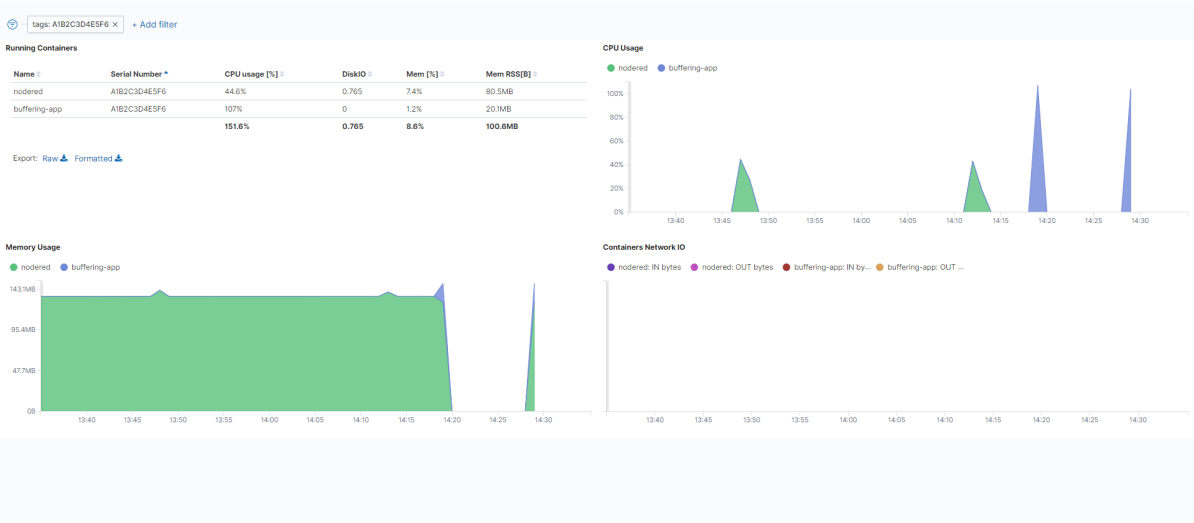 tags: A1B2C3D4E5F6 × + Add filter
Running Containers
Name Serial Number CPU usage [%] DiskIO Mem [%] Mem RSS[B]
nodered A1B2C3D4E5F6 44.6% 0.765 7.4% 80.5MB
buffering-app A1B2C3D4E5F6 107% 0 1.2% 20.1MB
151.6% 0.765 8.6% 100.6MB
Export: Raw Formatted
CPU Usage
nodered buffering-app
100%
80%
60%
40%
20%
0%
13:40 13:45 13:50 13:55 14:00 14:05 14:10 14:15 14:20 14:25 14:30
Memory Usage
nodered buffering-app
143.1MB
95.4MB
47.7MB
0B
13:40 13:45 13:50 13:55 14:00 14:05 14:10 14:15 14:20 14:25 14:30
Containers Network IO
nodered: IN bytes nodered: OUT bytes buffering-app: IN by... buffering-app: OUT ...
13:40 13:45 13:50 13:55 14:00 14:05 14:10 14:15 14:20 14:25 14:30